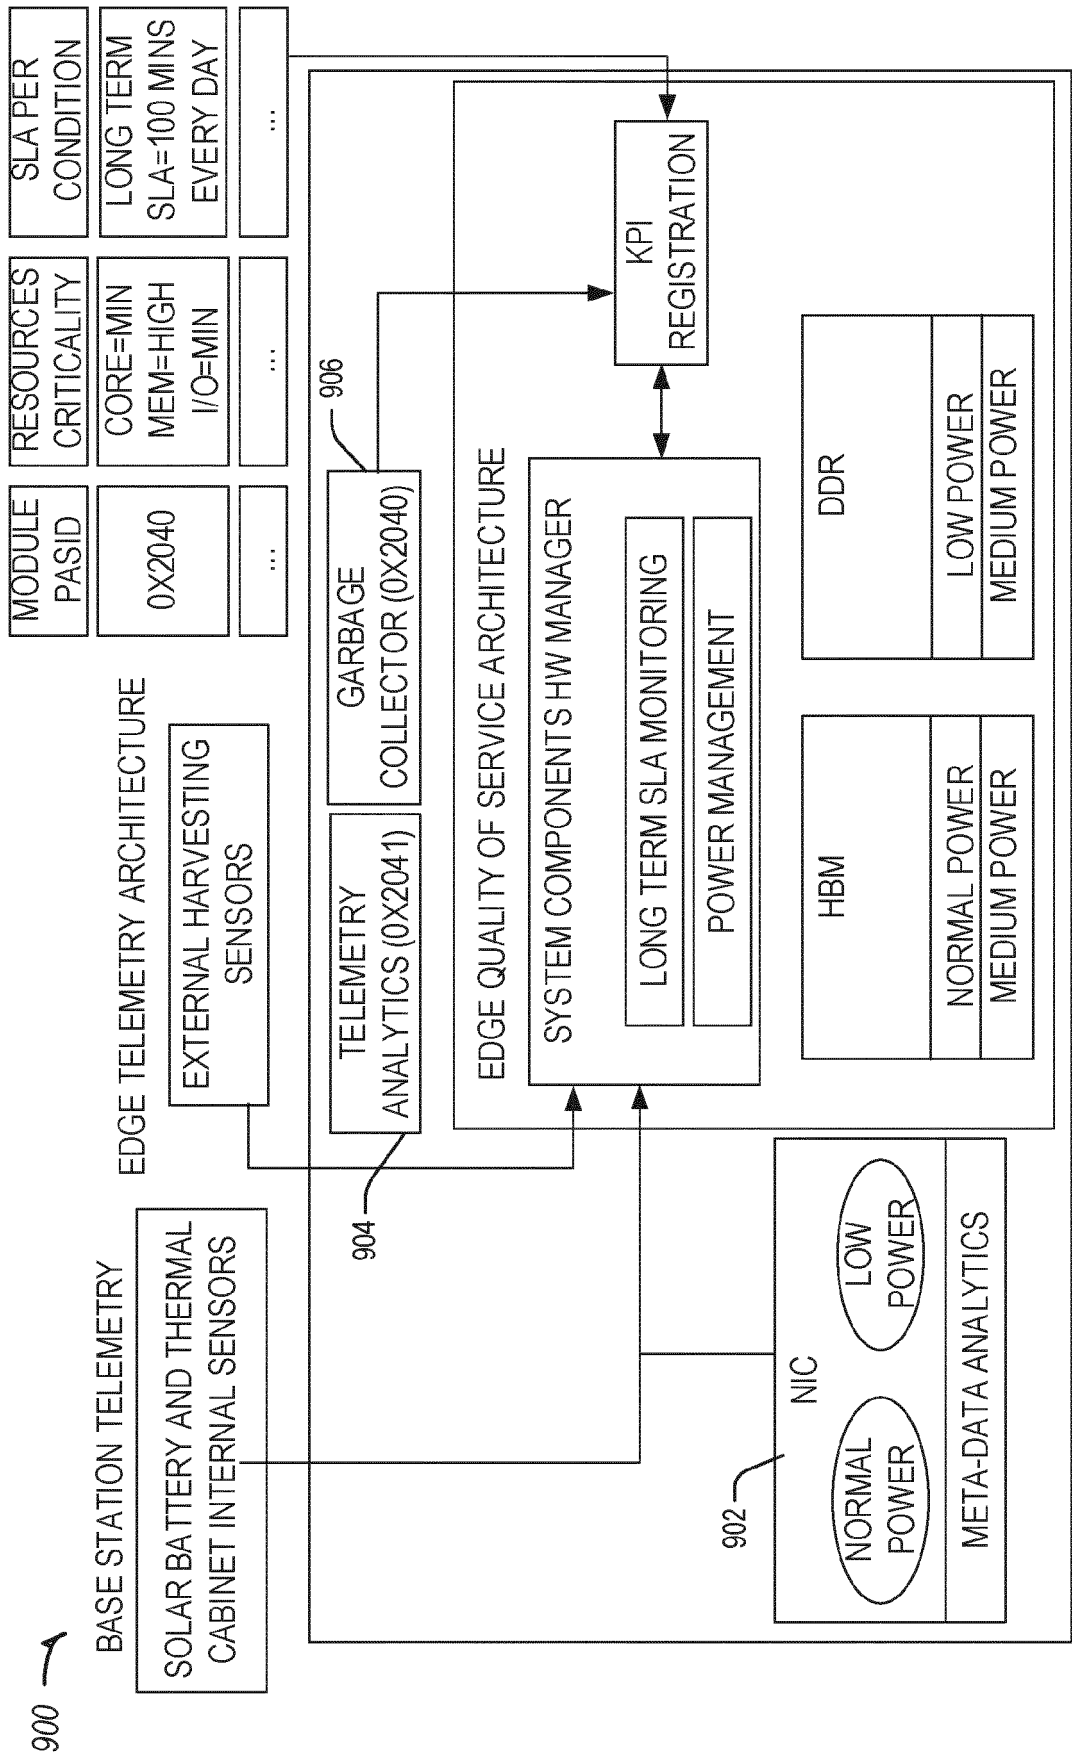 900
BASE STATION TELEMETRY
SOLAR BATTERY AND THERMAL
CABINET INTERNAL SENSORS
EDGE TELEMETRY ARCHITECTURE
EXTERNAL HARVESTING
SENSORS
MODULE
PASID
RESOURCES
CRITICALITY
SLA PER
CONDITION
0X2040
CORE=MIN
MEM=HIGH
I/O=MIN
LONG TERM
SLA=100 MINS
EVERY DAY
...
...
...
904
TELEMETRY
ANALYTICS (0X2041)
906
GARBAGE
COLLECTOR (0X2040)
EDGE QUALITY OF SERVICE ARCHITECTURE
SYSTEM COMPONENTS HW MANAGER
LONG TERM SLA MONITORING
POWER MANAGEMENT
KPI
REGISTRATION
902
NIC
NORMAL
POWER
LOW
POWER
META-DATA ANALYTICS
HBM
NORMAL POWER
MEDIUM POWER
DDR
LOW POWER
MEDIUM POWER